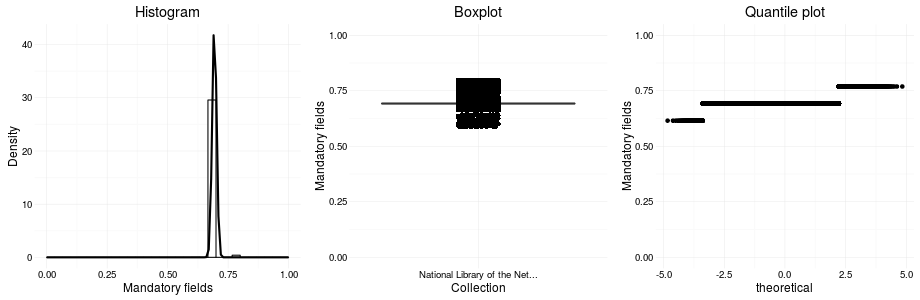 Histogram
Density
40
30
20
10
0
0.00 0.25 0.50 0.75 1.00
Mandatory fields
Boxplot
Mandatory fields
1.00
0.75
0.50
0.25
0.00
National Library of the Net...
Collection
Quantile plot
Mandatory fields
1.00
0.75
0.50
0.25
0.00
-5.0 -2.5 0.0 2.5 5.0
theoretical